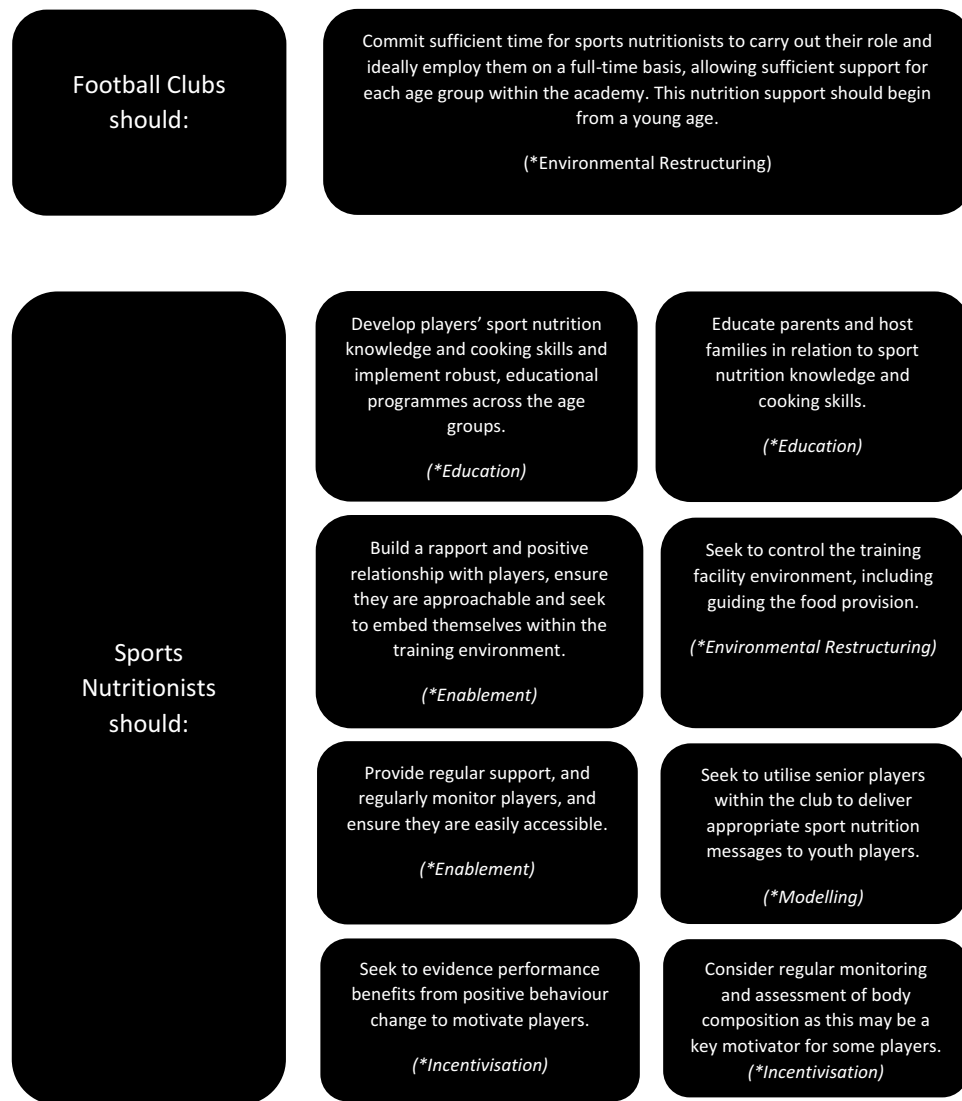 Football Clubs
should:
Commit sufficient time for sports nutritionists to carry out their role and
ideally employ them on a full-time basis, allowing sufficient support for
each age group within the academy. This nutrition support should begin
from a young age.
(*Environmental Restructuring)
Sports
Nutritionists
should:
Develop players’ sport nutrition
knowledge and cooking skills and
implement robust, educational
programmes across the age
groups.
(*Education)
Educate parents and host
families in relation to sport
nutrition knowledge and
cooking skills.
(*Education)
Build a rapport and positive
relationship with players, ensure
they are approachable and seek
to embed themselves within the
training environment.
(*Enablement)
Seek to control the training
facility environment, including
guiding the food provision.
(*Environmental Restructuring)
Provide regular support, and
regularly monitor players, and
ensure they are easily accessible.
(*Enablement)
Seek to utilise senior players
within the club to deliver
appropriate sport nutrition
messages to youth players.
(*Modelling)
Seek to evidence performance
benefits from positive behaviour
change to motivate players.
(*Incentivisation)
Consider regular monitoring
and assessment of body
composition as this may be a
key motivator for some players.
(*Incentivisation)